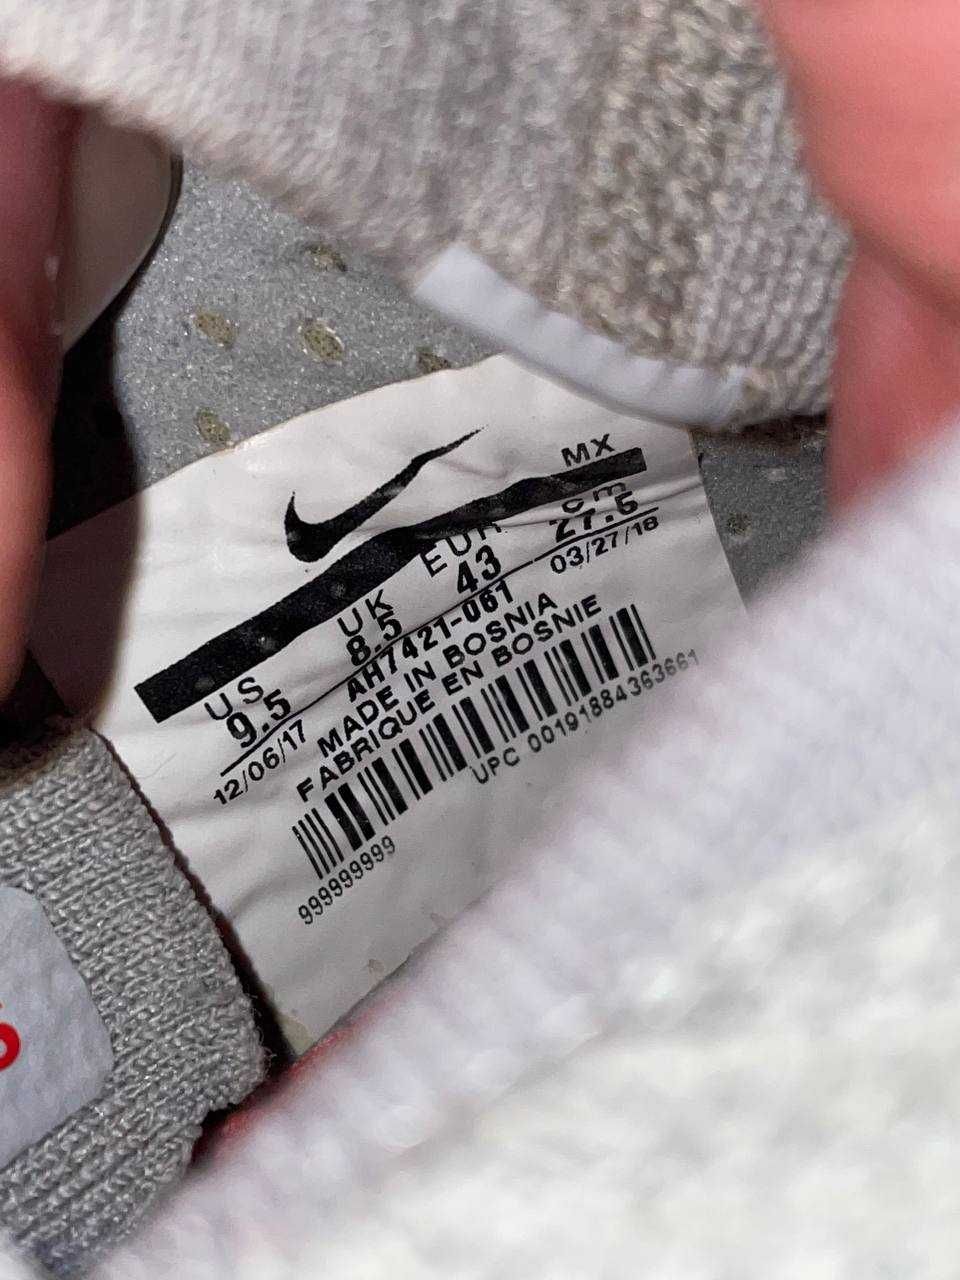 MX
US UK EUR cm
9.5 8.5 43 27.5
12/06/17 AH7421-061 03/27/18
MADE IN BOSNIA
FABRIQUE EN BOSNIE
UPC 00191884363661
999999999